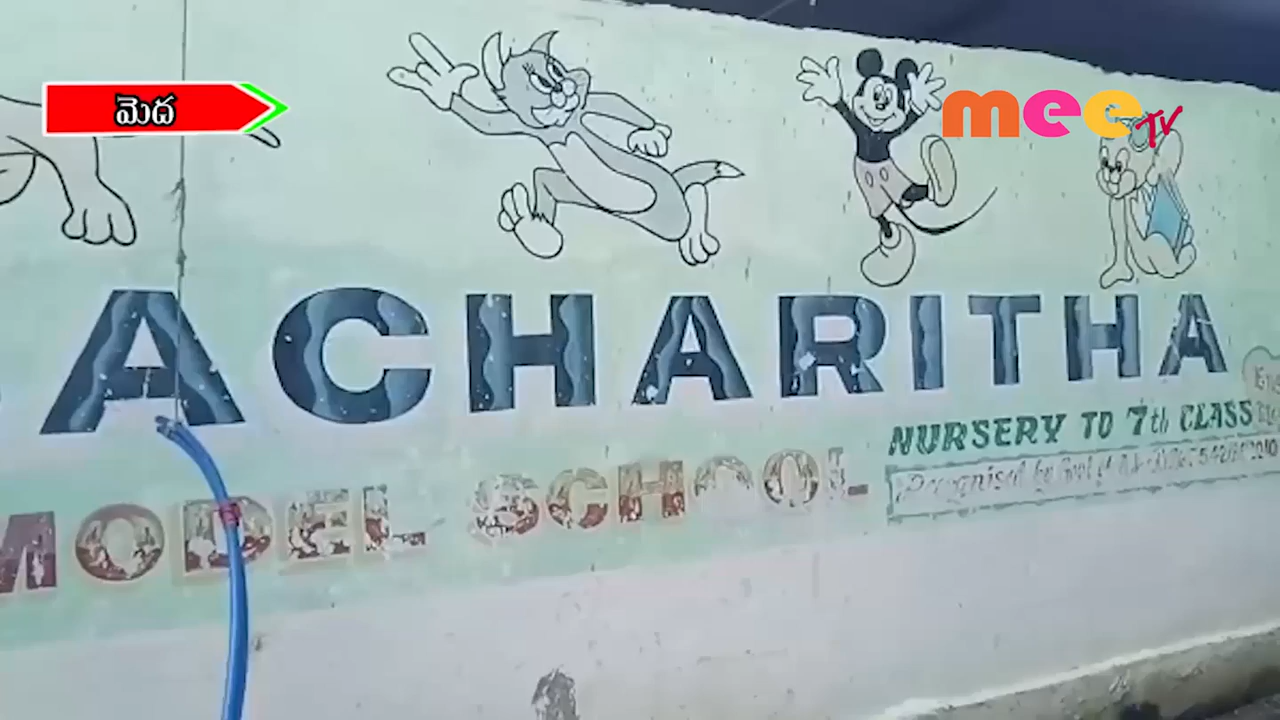 మెద
mee TV
ACHARITHA
NURSERY TO 7th CLASS
MODEL SCHOOL